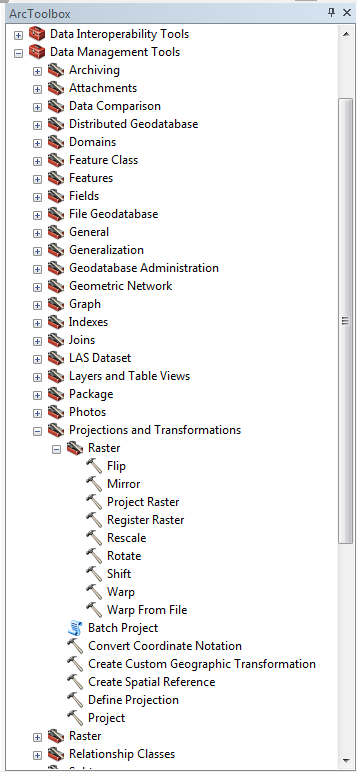 ArcToolbox
Data Interoperability Tools
Data Management Tools
Archiving
Attachments
Data Comparison
Distributed Geodatabase
Domains
Feature Class
Features
Fields
File Geodatabase
General
Generalization
Geodatabase Administration
Geometric Network
Graph
Indexes
Joins
LAS Dataset
Layers and Table Views
Package
Photos
Projections and Transformations
Raster
Flip
Mirror
Project Raster
Register Raster
Rescale
Rotate
Shift
Warp
Warp From File
Batch Project
Convert Coordinate Notation
Create Custom Geographic Transformation
Create Spatial Reference
Define Projection
Project
Raster
Relationship Classes